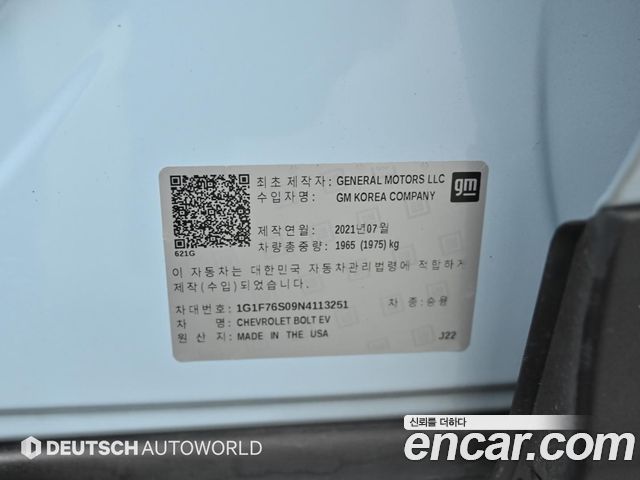 최초 제작자: GENERAL MOTORS LLC
수입자명: GM KOREA COMPANY
gm
제작연월: 2021년07월
차량총중량: 1965 (1975) kg
621G
이 자동차는 대한민국 자동차관리법령에 적합하게
제작(수입)되었습니다.
차대번호: 1G1F76S09N4113251 차종:승용
차명: CHEVROLET BOLT EV
원산지: MADE IN THE USA J22
신뢰를 더하다
DEUTSCH AUTOWORLD
encar.com